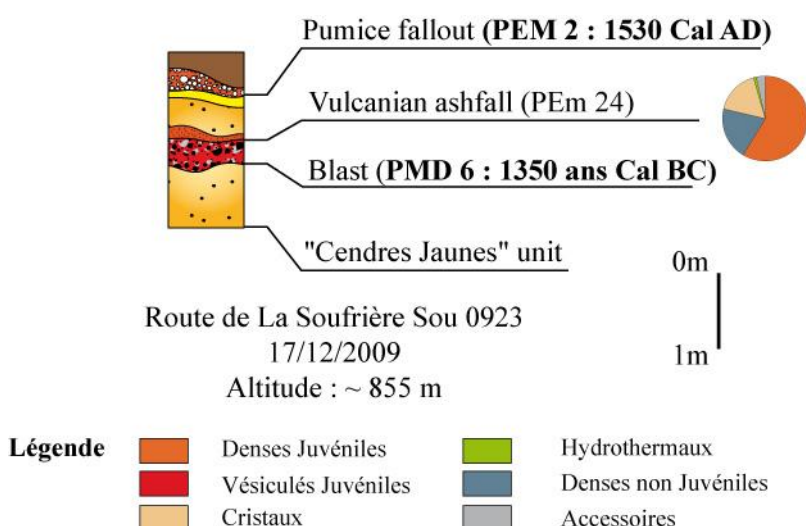 Pumice fallout (PEM 2 : 1530 Cal AD)
Vulcanian ashfall (PEm 24)
Blast (PMD 6 : 1350 ans Cal BC)
"Cendres Jaunes" unit
0m
1m
Route de La Soufrière Sou 0923
17/12/2009
Altitude : ~ 855 m
Légende
Denses Juvéniles
Hydrothermaux
Vésiculés Juvéniles
Denses non Juvéniles
Cristaux
Accessoires